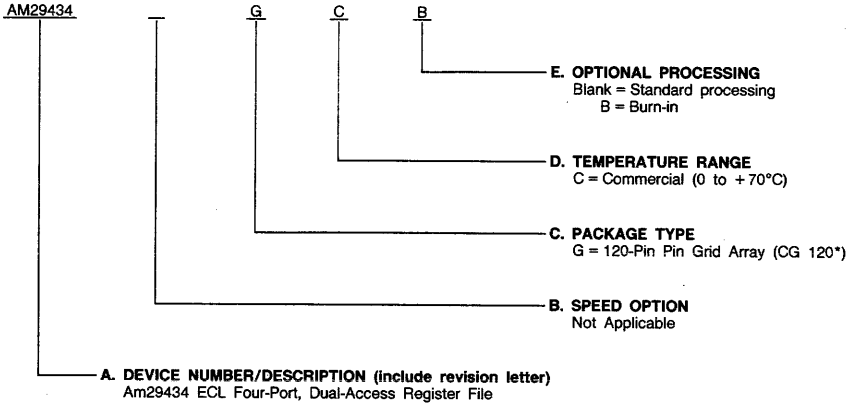 AM29434 — G C B
E. OPTIONAL PROCESSING
Blank = Standard processing
B = Burn-in
D. TEMPERATURE RANGE
C = Commercial (0 to +70°C)
C. PACKAGE TYPE
G = 120-Pin Pin Grid Array (CG 120*)
B. SPEED OPTION
Not Applicable
A. DEVICE NUMBER/DESCRIPTION (include revision letter)
Am29434 ECL Four-Port, Dual-Access Register File